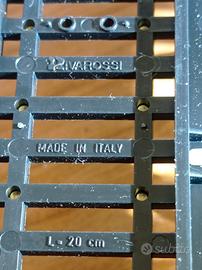 RIVAROSSI
MADE IN ITALY
L = 20 cm
subito